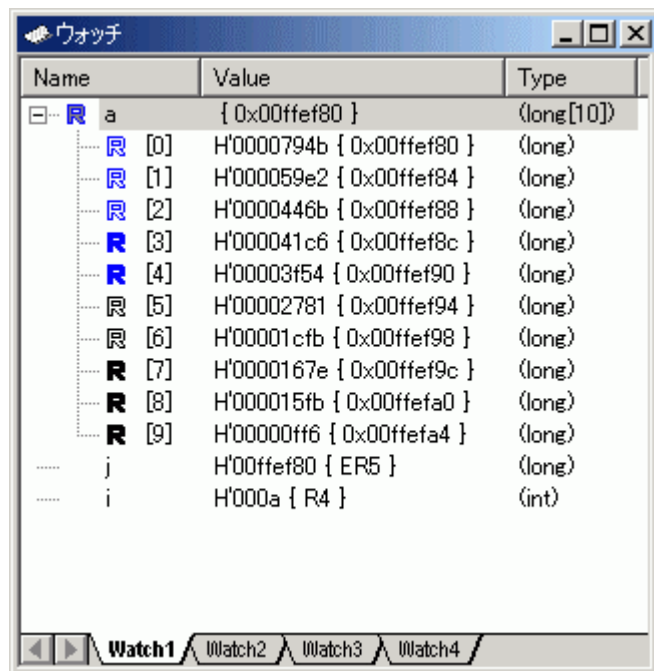 ウォッチ
Name Value Type
R a { 0x00ffef80 } (long[10])
R [0] H'0000794b { 0x00ffef80 } (long)
R [1] H'000059e2 { 0x00ffef84 } (long)
R [2] H'0000446b { 0x00ffef88 } (long)
R [3] H'000041c6 { 0x00ffef8c } (long)
R [4] H'00003f54 { 0x00ffef90 } (long)
R [5] H'00002781 { 0x00ffef94 } (long)
R [6] H'00001cfb { 0x00ffef98 } (long)
R [7] H'0000167e { 0x00ffef9c } (long)
R [8] H'000015fb { 0x00ffefa0 } (long)
R [9] H'00000ff6 { 0x00ffefa4 } (long)
j H'00ffef80 { ER5 } (long)
i H'000a { R4 } (int)
Watch1 Watch2 Watch3 Watch4